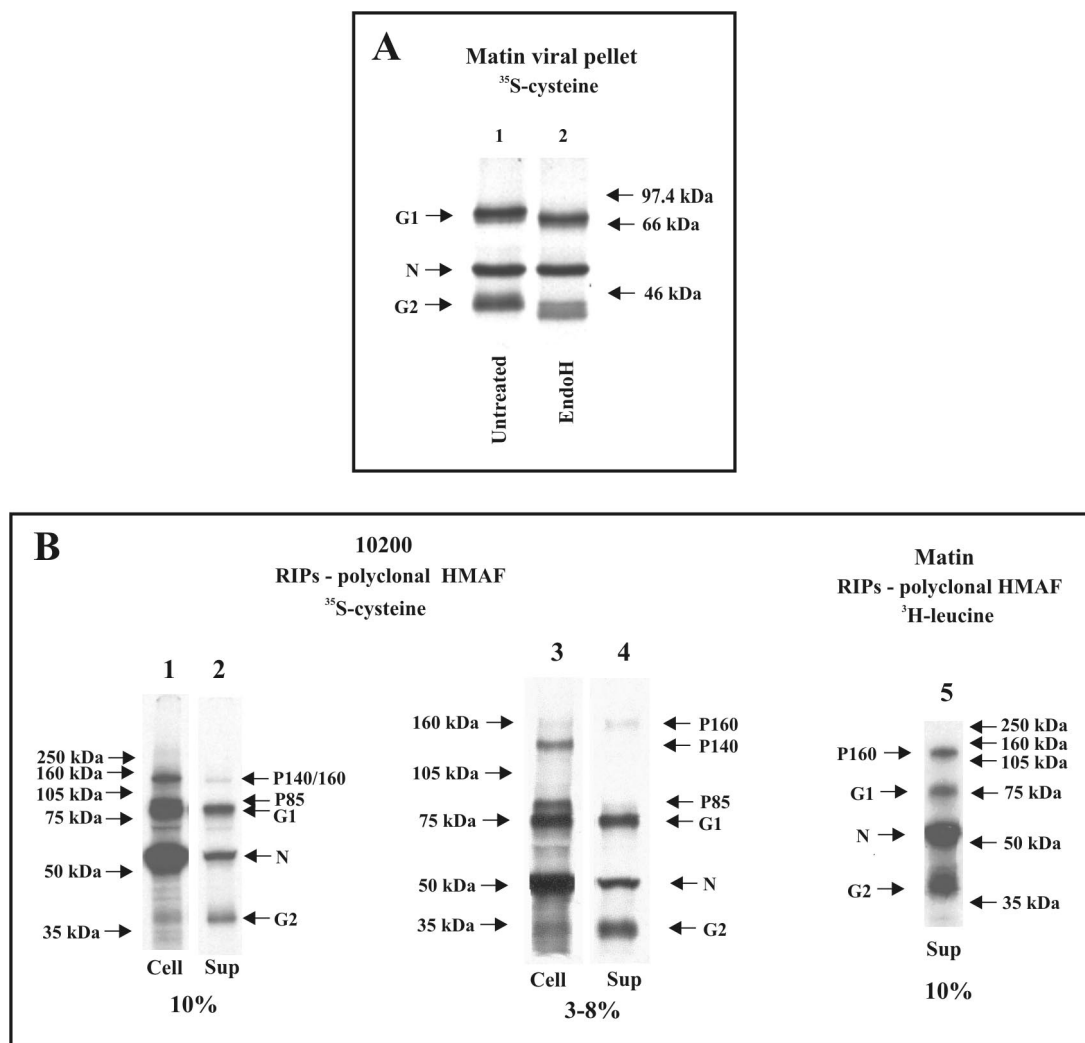 A
Matin viral pellet
³⁵S-cysteine
1 2
97.4 kDa
G1
66 kDa
N
46 kDa
G2
Untreated
EndoH
B
10200
RIPs - polyclonal HMAF
³⁵S-cysteine
1 2
250 kDa
160 kDa
P140/160
105 kDa
P85
75 kDa
G1
N
50 kDa
G2
35 kDa
Cell Sup
10%
3 4
160 kDa
P160
P140
105 kDa
P85
75 kDa
G1
50 kDa
N
35 kDa
G2
Cell Sup
3-8%
Matin
RIPs - polyclonal HMAF
³H-leucine
5
250 kDa
160 kDa
P160
105 kDa
G1
75 kDa
N
50 kDa
G2
35 kDa
Sup
10%